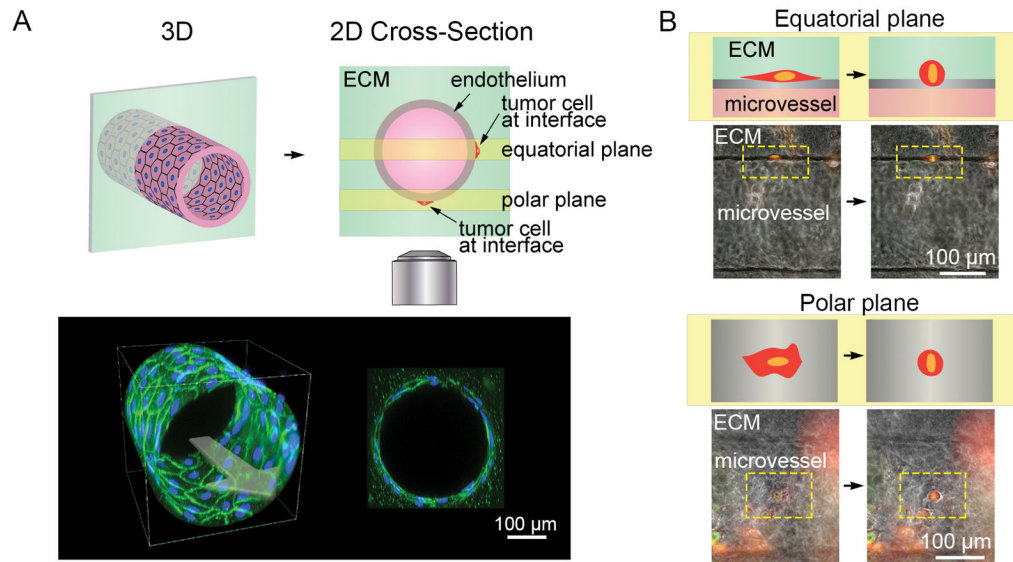 A
3D
2D Cross-Section
ECM
endothelium
tumor cell
at interface
equatorial plane
polar plane
tumor cell
at interface
100 µm
B
Equatorial plane
ECM
microvessel
ECM
microvessel
100 µm
Polar plane
ECM
microvessel
100 µm